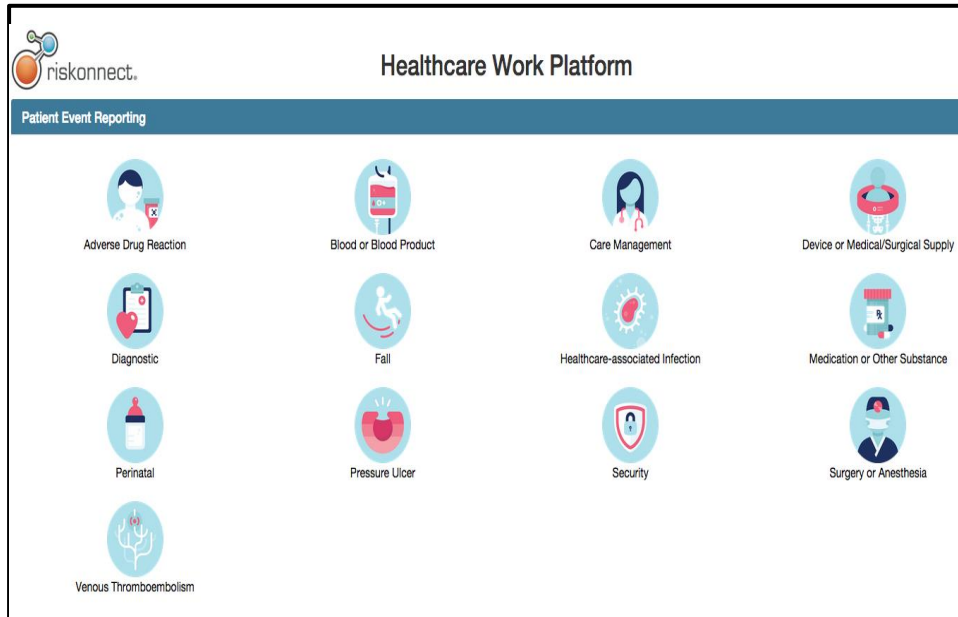 riskonnect.
Healthcare Work Platform
Patient Event Reporting
Adverse Drug Reaction
Blood or Blood Product
Care Management
Device or Medical/Surgical Supply
Diagnostic
Fall
Healthcare-associated Infection
Medication or Other Substance
Perinatal
Pressure Ulcer
Security
Surgery or Anesthesia
Venous Thromboembolism